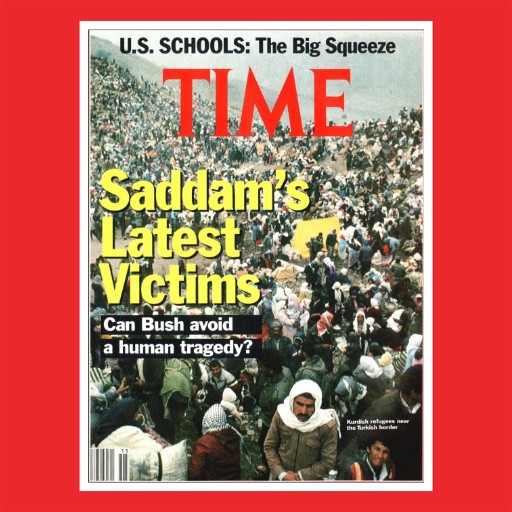 U.S. SCHOOLS: The Big Squeeze
TIME
Saddam's
Latest
Victims
Can Bush avoid
a human tragedy?
Kurdish refugees near
the Turkish border
15